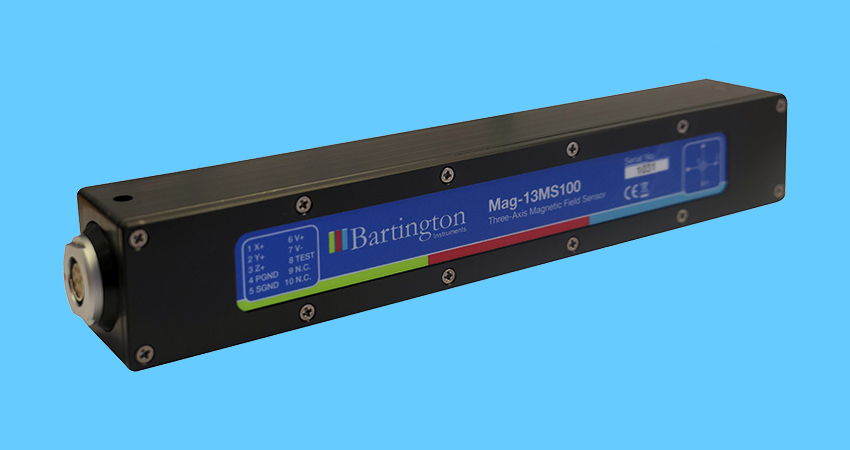 1 X+ 6 V+
2 Y+ 7 V-
3 Z+ 8 TEST
4 PGND 9 N.C.
5 SGND 10 N.C.
Bartington
Instruments
Mag-13MS100
Three-Axis Magnetic Field Sensor
Serial No.
CE